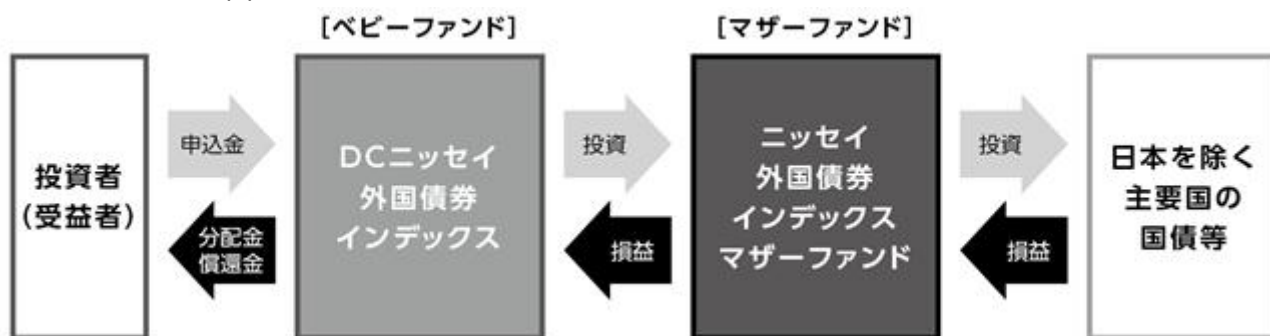 [ベビーファンド]
[マザーファンド]
投資者
(受益者)
申込金
分配金
償還金
DCニッセイ
外国債券
インデックス
投資
損益
ニッセイ
外国債券
インデックス
マザーファンド
投資
損益
日本を除く
主要国の
国債等